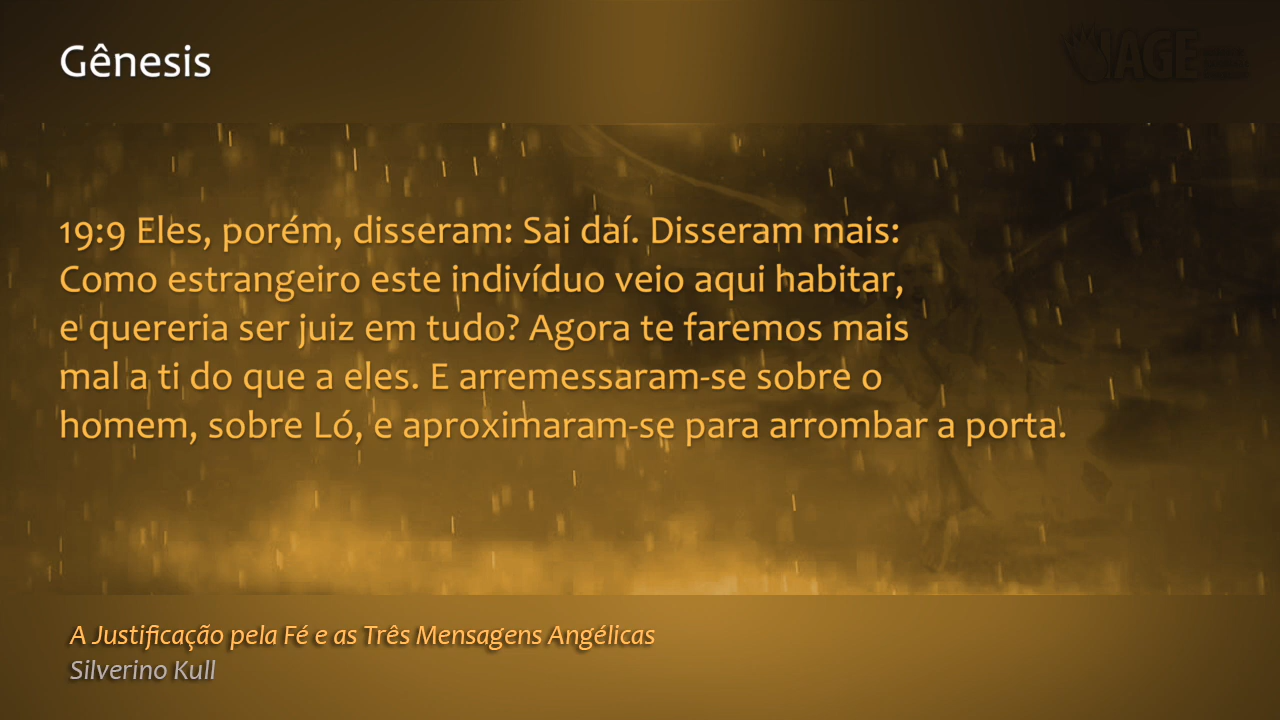 Gênesis
IAGE
19:9 Eles, porém, disseram: Sai daí. Disseram mais:
Como estrangeiro este indivíduo veio aqui habitar,
e quereria ser juiz em tudo? Agora te faremos mais
mal a ti do que a eles. E arremessaram-se sobre o
homem, sobre Ló, e aproximaram-se para arrombar a porta.
A Justificação pela Fé e as Três Mensagens Angélicas
Silverino Kull